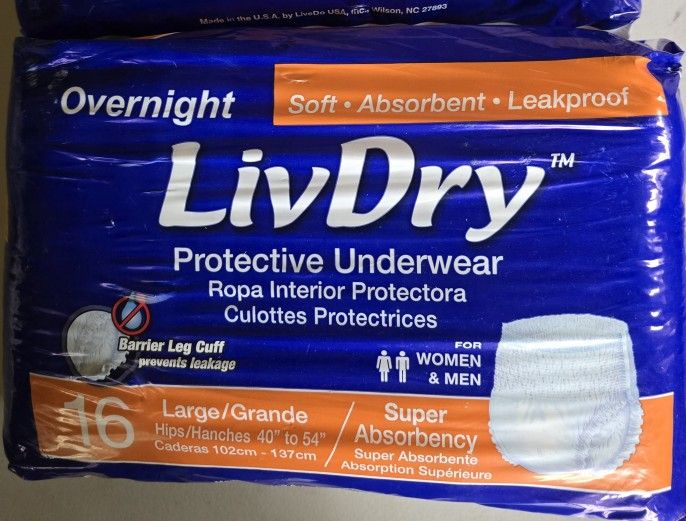 Made in the U.S.A. by LiveDo USA, Inc., Wilson, NC 27893
Overnight
Soft • Absorbent • Leakproof
LivDry™
Protective Underwear
Ropa Interior Protectora
Culottes Protectrices
Barrier Leg Cuff
prevents leakage
FOR
WOMEN
& MEN
16
Large/Grande
Hips/Hanches 40" to 54"
Caderas 102cm - 137cm
Super
Absorbency
Super Absorbente
Absorption Supérieure